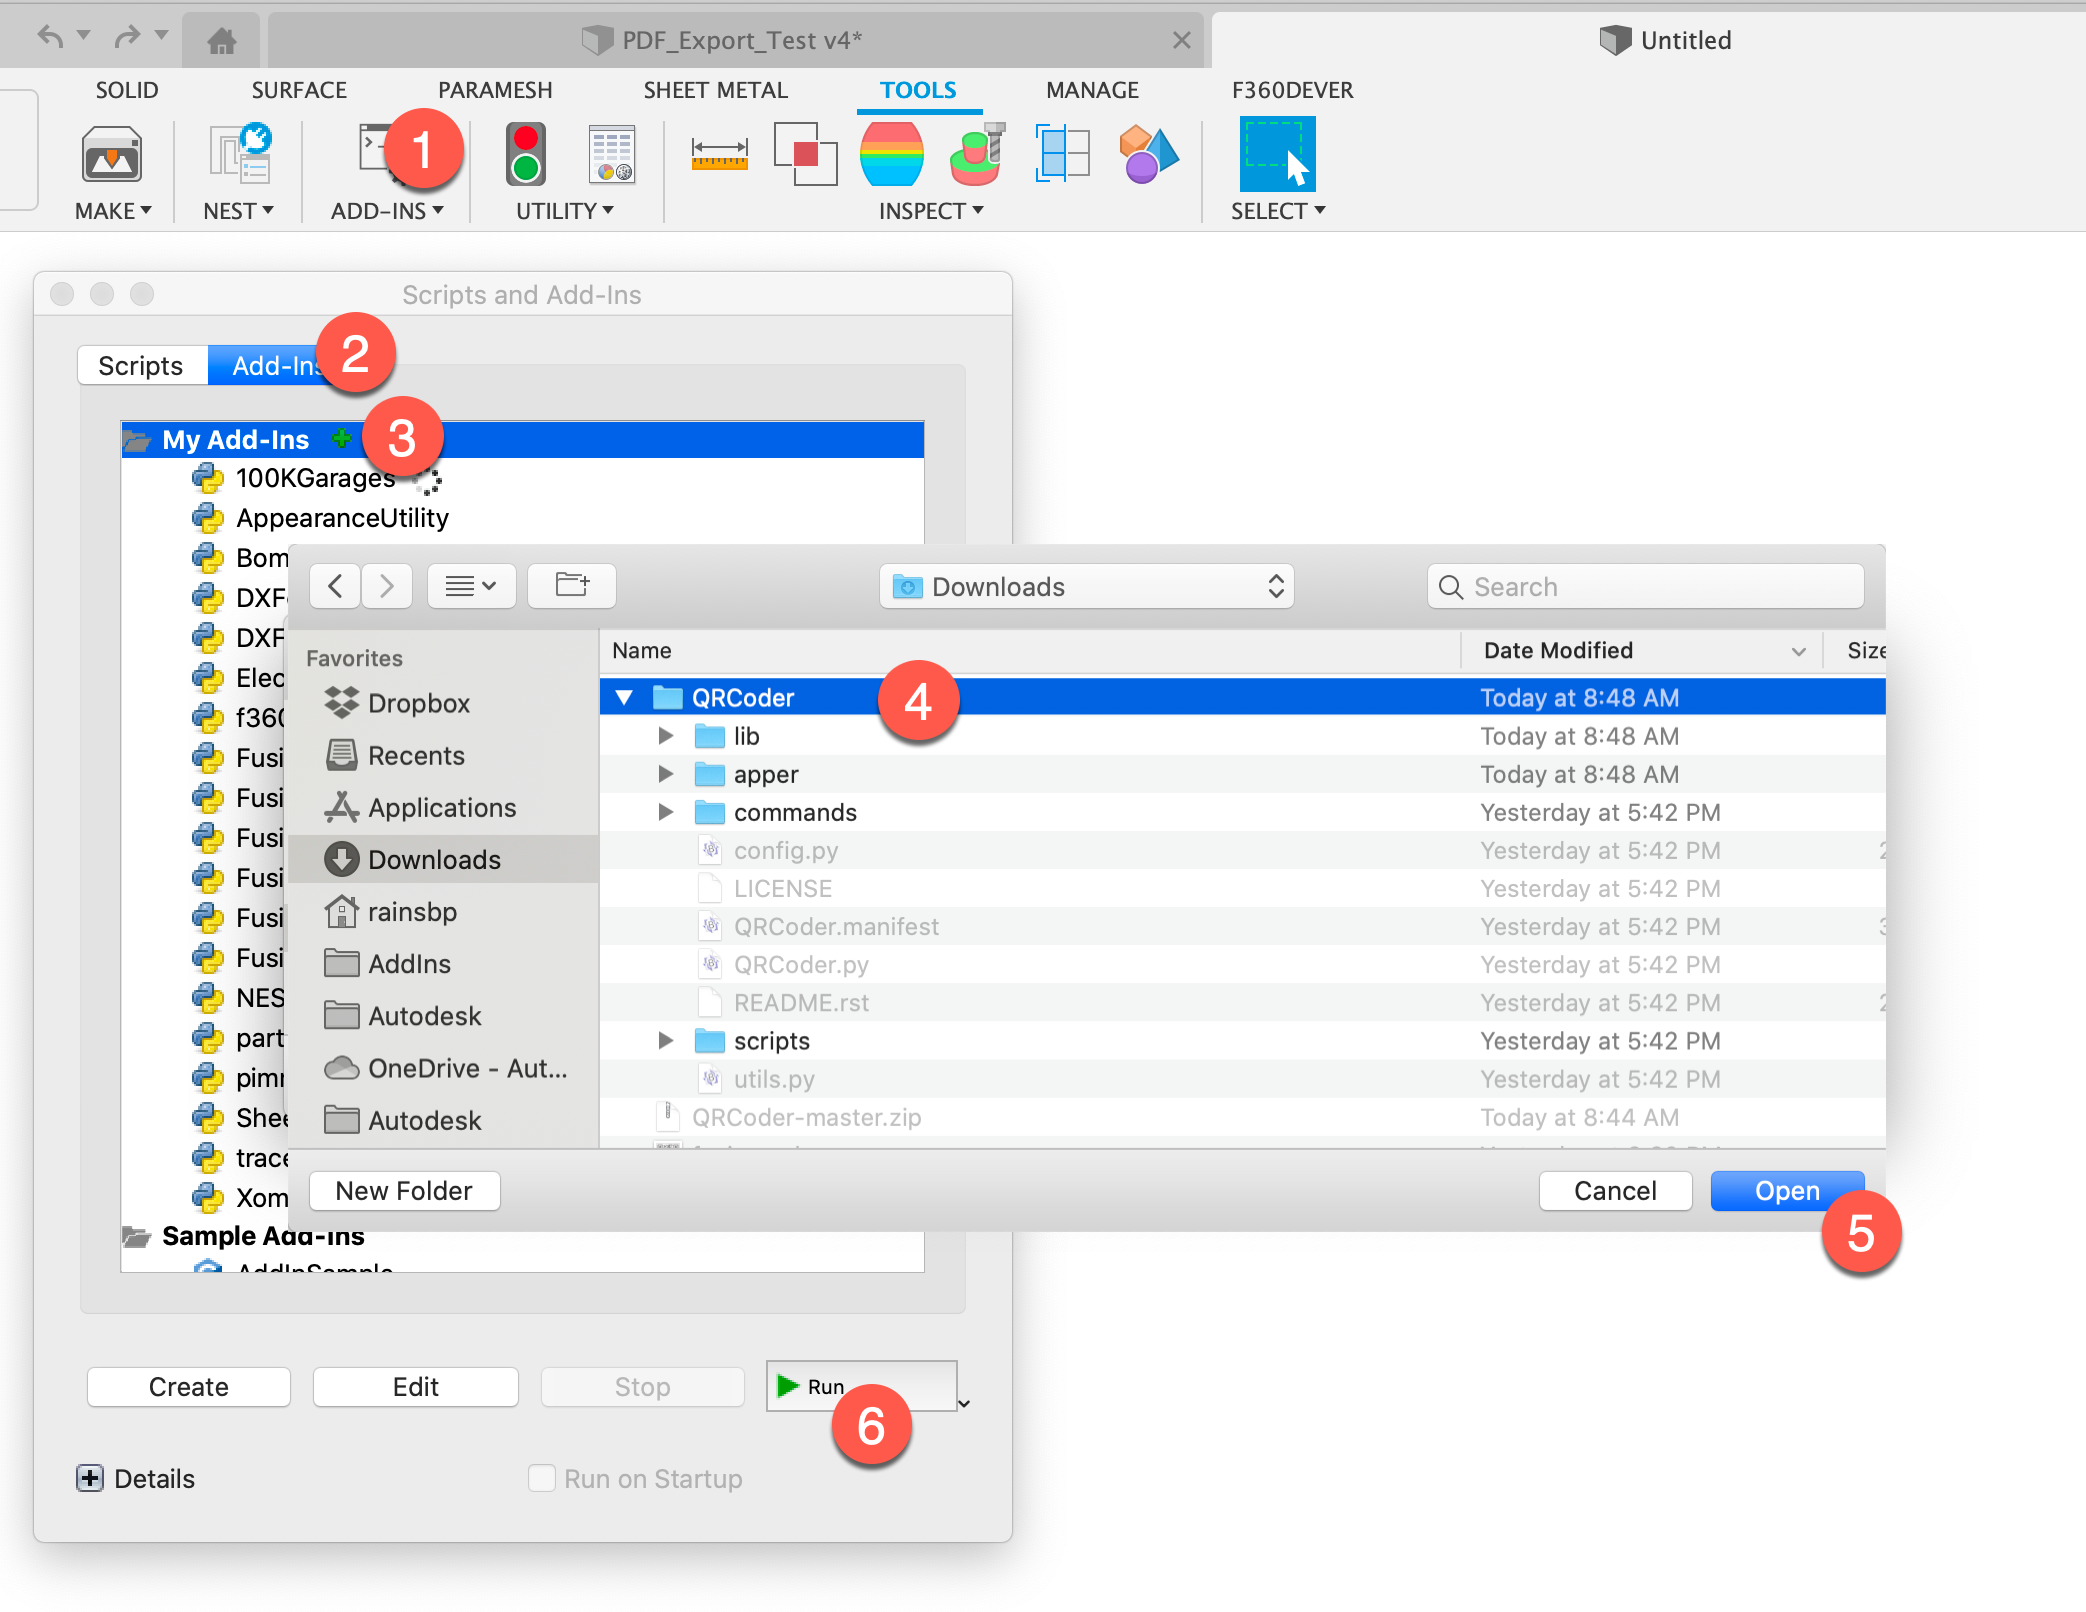 PDF_Export_Test v4*
Untitled
SOLID
SURFACE
PARAMESH
SHEET METAL
TOOLS
MANAGE
F360DEVER
1
MAKE
NEST
ADD-INS
UTILITY
INSPECT
SELECT
Scripts and Add-Ins
Scripts
Add-Ins
2
My Add-Ins
3
100KGarages
AppearanceUtility
Bom
DXF
DXF
Elec
f360
Fusi
Fusi
Fusi
Fusi
Fusi
Fusi
NES
part
pimr
Shee
trace
Xom
Sample Add-Ins
AddInSample
Downloads
Search
Favorites
Dropbox
Recents
Applications
Downloads
rainsbp
AddIns
Autodesk
OneDrive - Aut...
Autodesk
Name
Date Modified
Size
QRCoder
4
Today at 8:48 AM
lib
Today at 8:48 AM
apper
Today at 8:48 AM
commands
Yesterday at 5:42 PM
config.py
Yesterday at 5:42 PM
LICENSE
Yesterday at 5:42 PM
QRCoder.manifest
Yesterday at 5:42 PM
QRCoder.py
Yesterday at 5:42 PM
README.rst
Yesterday at 5:42 PM
scripts
Yesterday at 5:42 PM
utils.py
Yesterday at 5:42 PM
QRCoder-master.zip
Today at 8:44 AM
New Folder
Cancel
Open
5
Create
Edit
Stop
Run
6
Details
Run on Startup